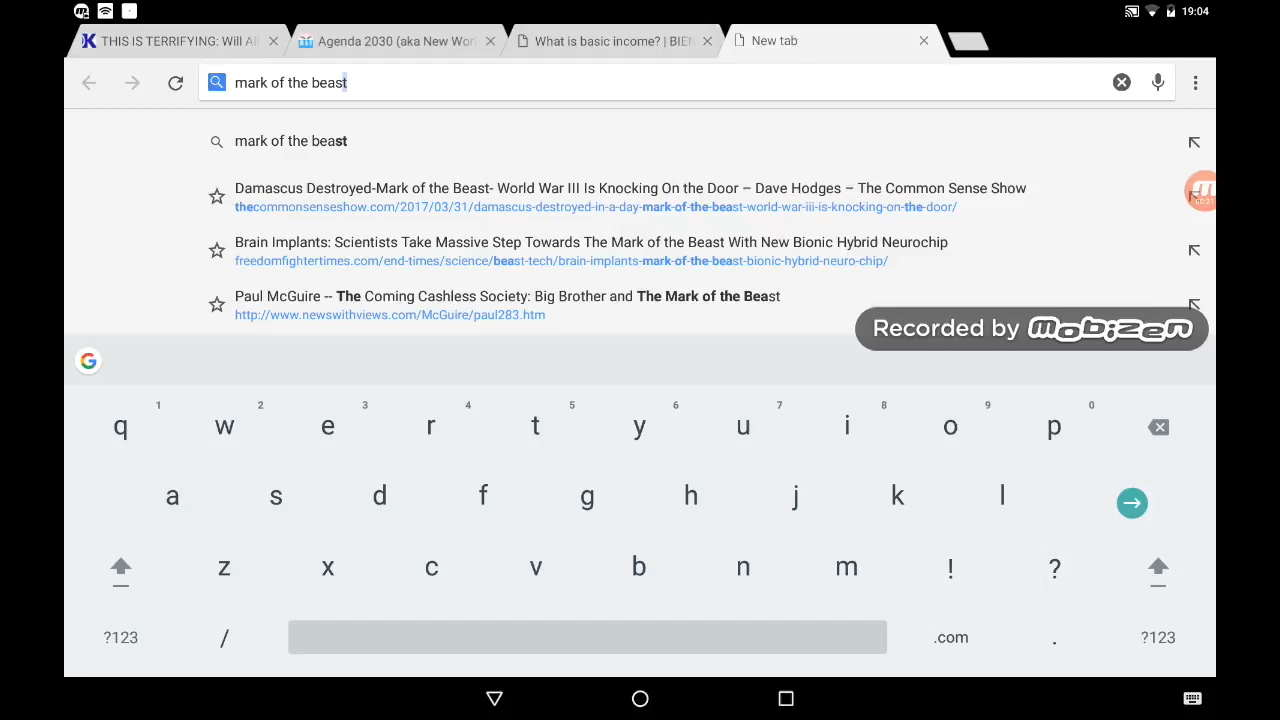 19:04
THIS IS TERRIFYING: Will All
Agenda 2030 (aka New Worl
What is basic income? | BIEN
New tab
mark of the beast
mark of the beast
Damascus Destroyed-Mark of the Beast- World War III Is Knocking On the Door – Dave Hodges – The Common Sense Show
thecommonsenseshow.com/2017/03/31/damascus-destroyed-in-a-day-mark-of-the-beast-world-war-iii-is-knocking-on-the-door/
Brain Implants: Scientists Take Massive Step Towards The Mark of the Beast With New Bionic Hybrid Neurochip
freedomfightertimes.com/end-times/science/beast-tech/brain-implants-mark-of-the-beast-bionic-hybrid-neuro-chip/
Paul McGuire -- The Coming Cashless Society: Big Brother and The Mark of the Beast
http://www.newswithviews.com/McGuire/paul283.htm
Recorded by mobizen
1 2 3 4 5 6 7 8 9 0
q w e r t y u i o p
a s d f g h j k l
z x c v b n m ! ?
?123 / .com . ?123